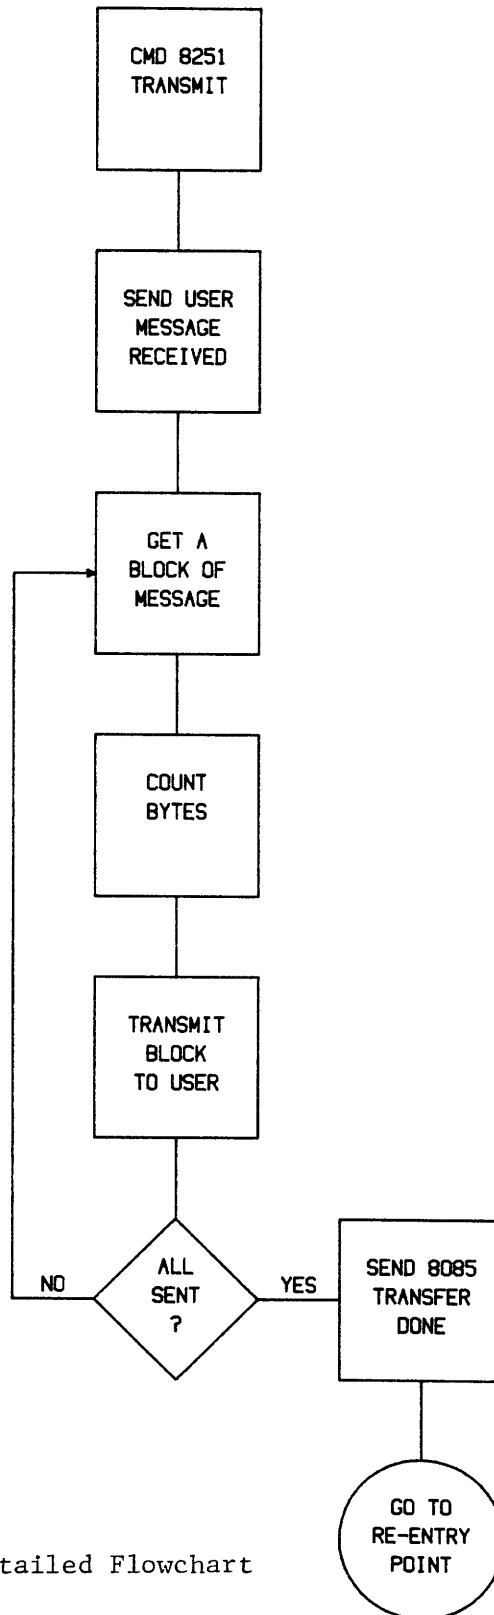 CMD 8251
TRANSMIT
SEND USER
MESSAGE
RECEIVED
GET A
BLOCK OF
MESSAGE
COUNT
BYTES
TRANSMIT
BLOCK
TO USER
ALL
SENT
?
NO
YES
SEND 8085
TRANSFER
DONE
GO TO
RE-ENTRY
POINT
tailed Flowchart